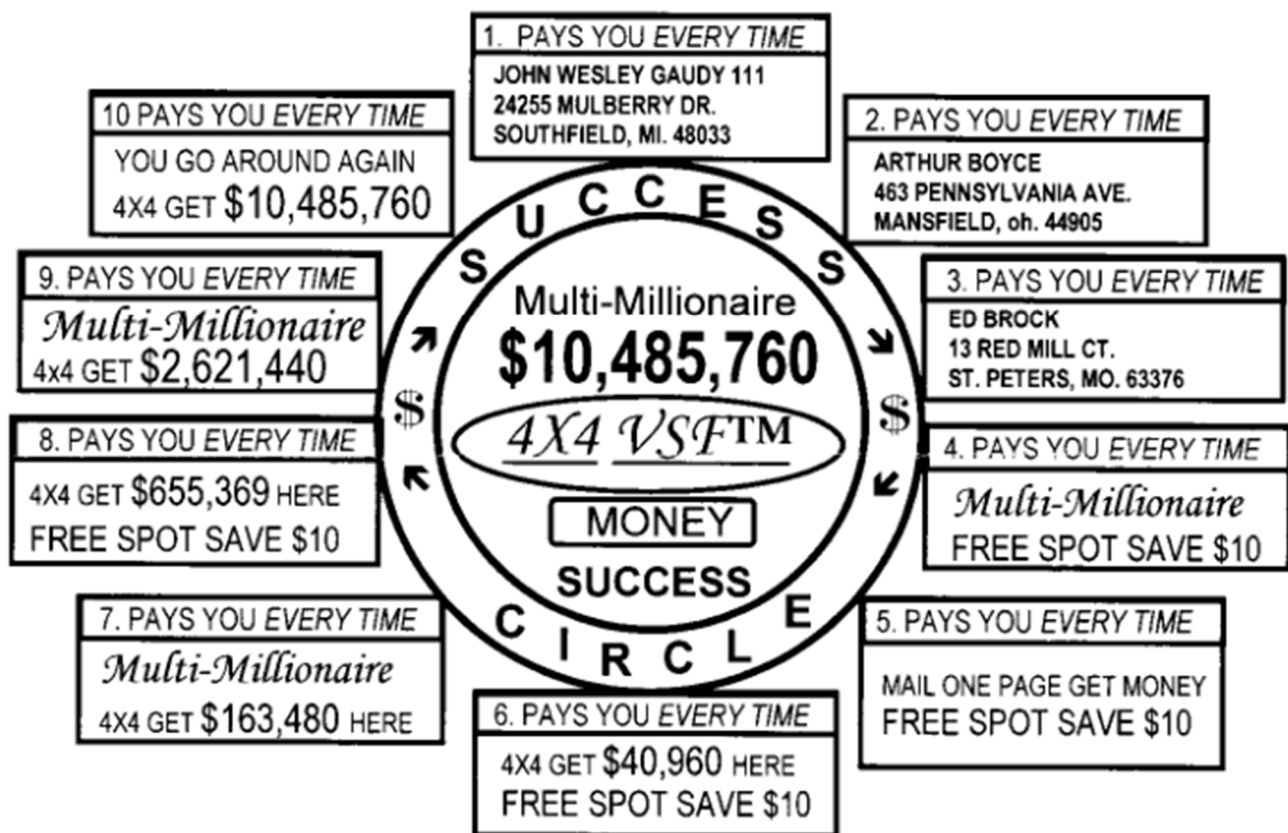 1. PAYS YOU EVERY TIME
JOHN WESLEY GAUDY 111
24255 MULBERRY DR.
SOUTHFIELD, MI. 48033
2. PAYS YOU EVERY TIME
ARTHUR BOYCE
463 PENNSYLVANIA AVE.
MANSFIELD, oh. 44905
3. PAYS YOU EVERY TIME
ED BROCK
13 RED MILL CT.
ST. PETERS, MO. 63376
4. PAYS YOU EVERY TIME
Multi-Millionaire
FREE SPOT SAVE $10
5. PAYS YOU EVERY TIME
MAIL ONE PAGE GET MONEY
FREE SPOT SAVE $10
6. PAYS YOU EVERY TIME
4X4 GET $40,960 HERE
FREE SPOT SAVE $10
7. PAYS YOU EVERY TIME
Multi-Millionaire
4X4 GET $163,480 HERE
8. PAYS YOU EVERY TIME
4X4 GET $655,369 HERE
FREE SPOT SAVE $10
9. PAYS YOU EVERY TIME
Multi-Millionaire
4x4 GET $2,621,440
10 PAYS YOU EVERY TIME
YOU GO AROUND AGAIN
4X4 GET $10,485,760
SUCCESS
$ $
CIRCLE
Multi-Millionaire
$10,485,760
4X4 VSF™
MONEY
SUCCESS